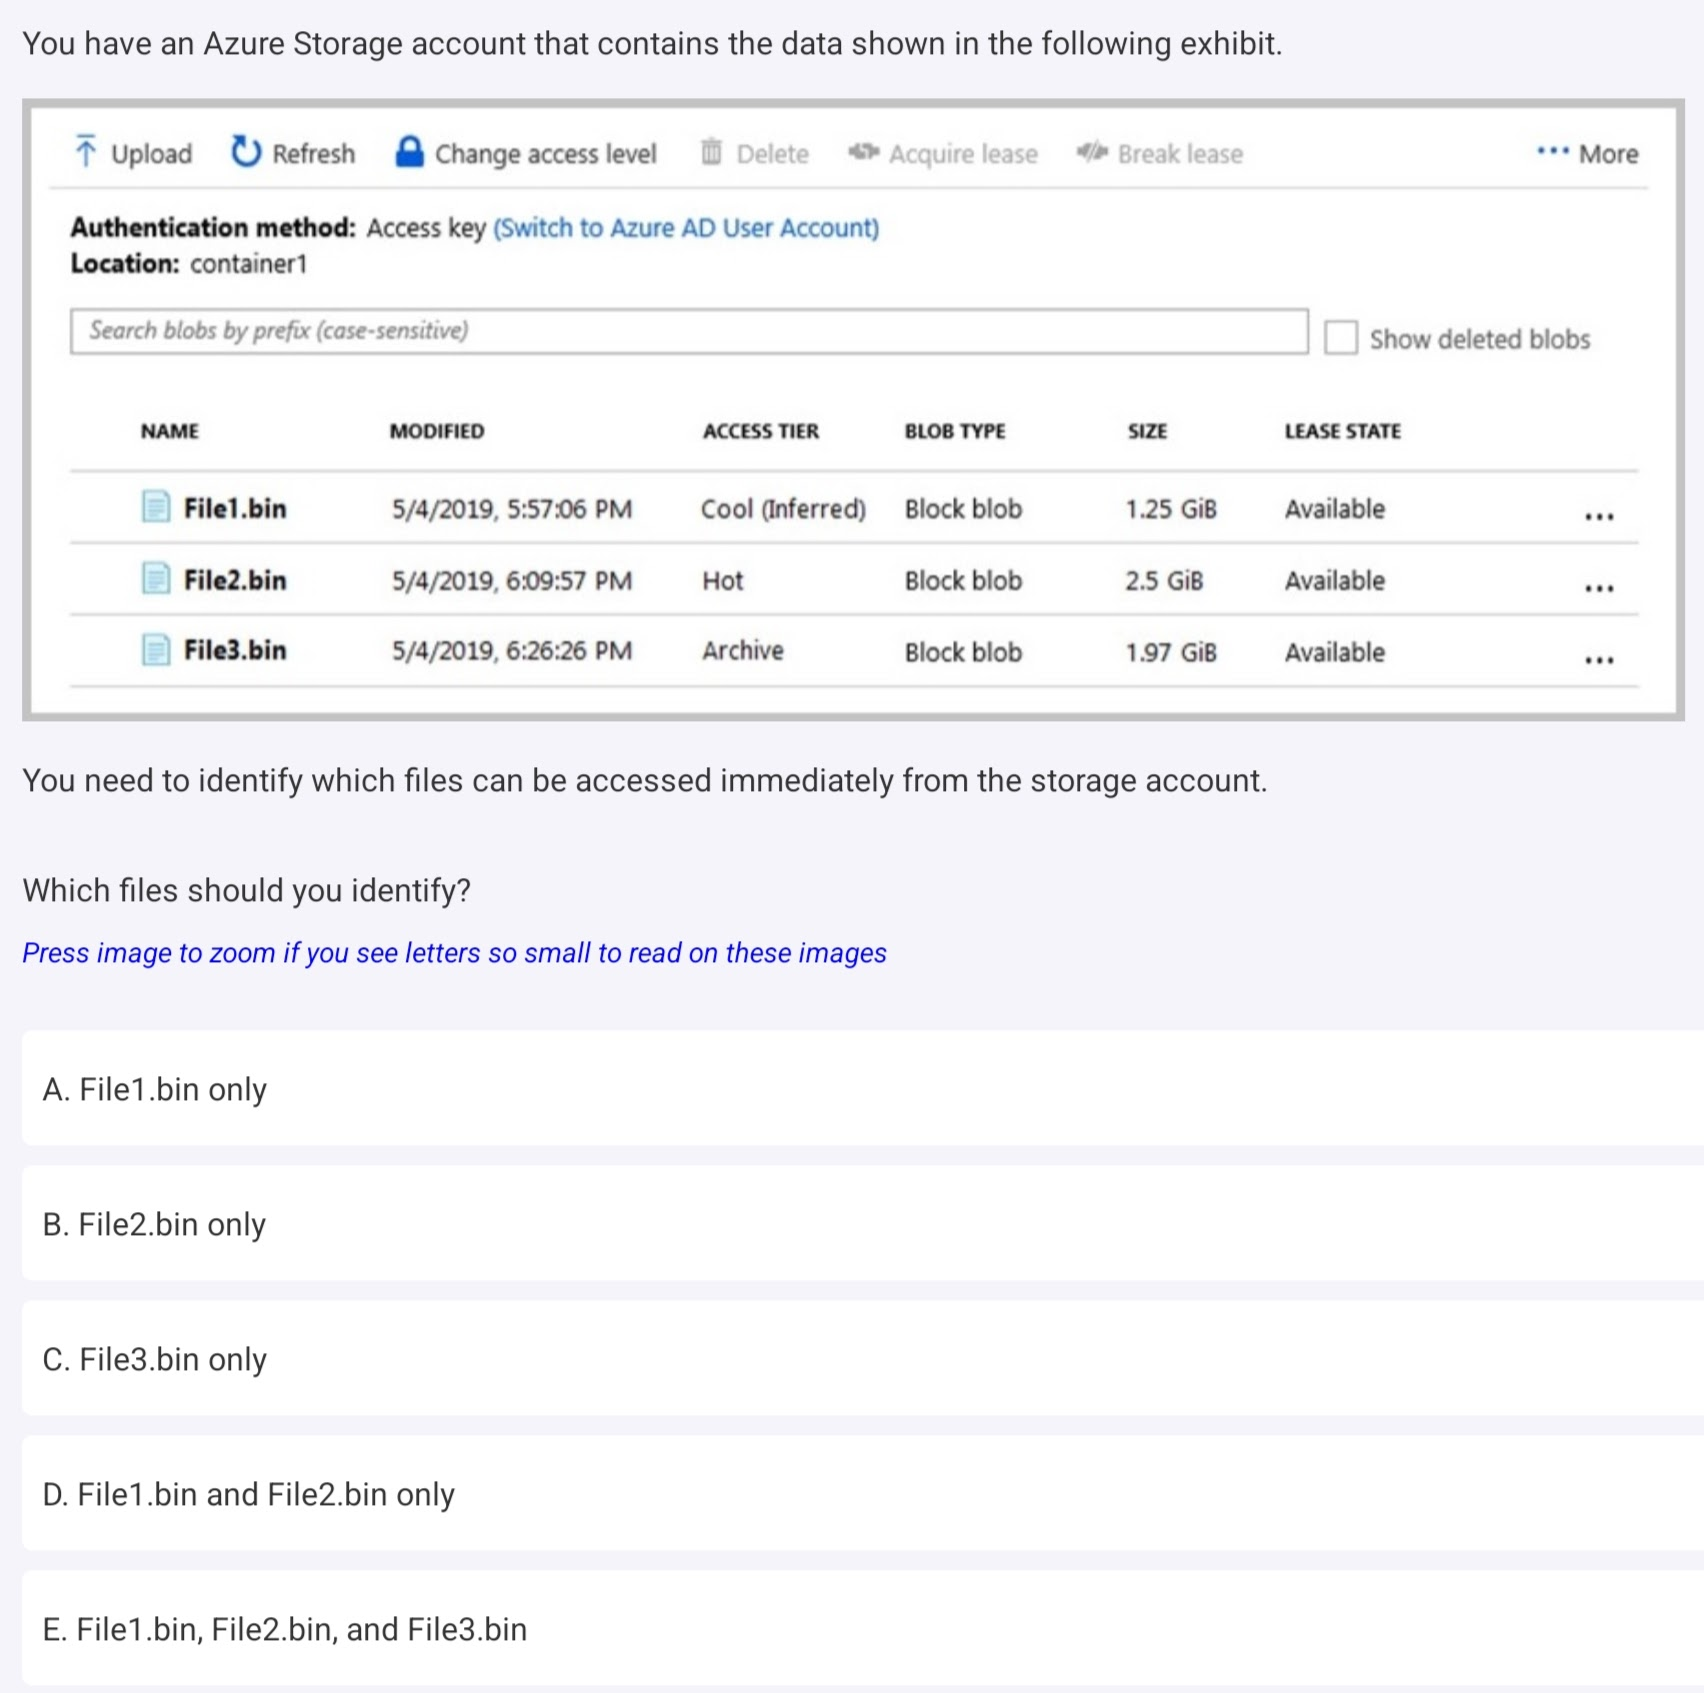 You have an Azure Storage account that contains the data shown in the following exhibit.
Upload Refresh Change access level Delete Acquire lease Break lease ••• More
Authentication method: Access key (Switch to Azure AD User Account)
Location: container1
Search blobs by prefix (case-sensitive) Show deleted blobs
NAME MODIFIED ACCESS TIER BLOB TYPE SIZE LEASE STATE
File1.bin 5/4/2019, 5:57:06 PM Cool (Inferred) Block blob 1.25 GiB Available ...
File2.bin 5/4/2019, 6:09:57 PM Hot Block blob 2.5 GiB Available ...
File3.bin 5/4/2019, 6:26:26 PM Archive Block blob 1.97 GiB Available ...
You need to identify which files can be accessed immediately from the storage account.
Which files should you identify?
Press image to zoom if you see letters so small to read on these images
A. File1.bin only
B. File2.bin only
C. File3.bin only
D. File1.bin and File2.bin only
E. File1.bin, File2.bin, and File3.bin